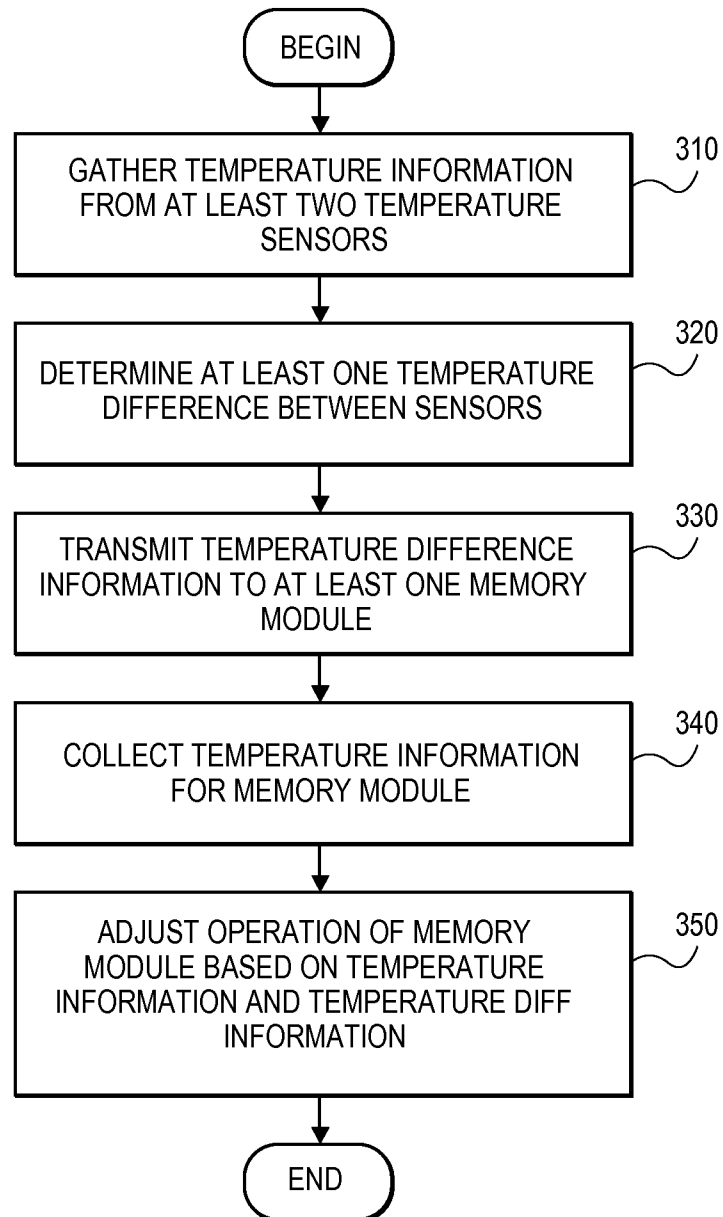 BEGIN
310
GATHER TEMPERATURE INFORMATION
FROM AT LEAST TWO TEMPERATURE
SENSORS
320
DETERMINE AT LEAST ONE TEMPERATURE
DIFFERENCE BETWEEN SENSORS
330
TRANSMIT TEMPERATURE DIFFERENCE
INFORMATION TO AT LEAST ONE MEMORY
MODULE
340
COLLECT TEMPERATURE INFORMATION
FOR MEMORY MODULE
350
ADJUST OPERATION OF MEMORY
MODULE BASED ON TEMPERATURE
INFORMATION AND TEMPERATURE DIFF
INFORMATION
END